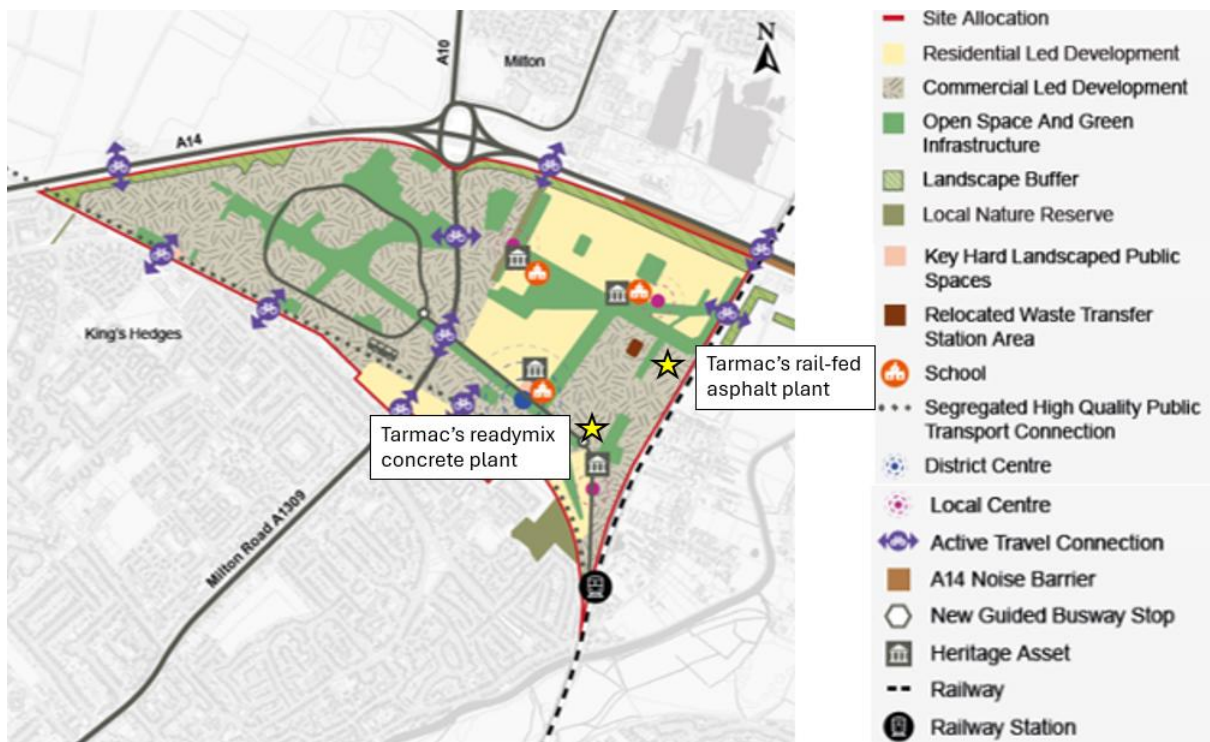 N
A10
Milton
A14
King's Hedges
Tarmac's rail-fed
asphalt plant
Tarmac's readymix
concrete plant
Milton Road A1309
Site Allocation
Residential Led Development
Commercial Led Development
Open Space And Green
Infrastructure
Landscape Buffer
Local Nature Reserve
Key Hard Landscaped Public
Spaces
Relocated Waste Transfer
Station Area
School
Segregated High Quality Public
Transport Connection
District Centre
Local Centre
Active Travel Connection
A14 Noise Barrier
New Guided Busway Stop
Heritage Asset
Railway
Railway Station